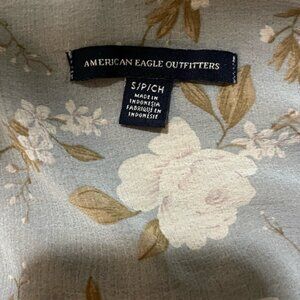 AMERICAN EAGLE OUTFITTERS
S/P/CH
MADE IN
INDONESIA
FABRIQUÉ EN
INDONÉSIE